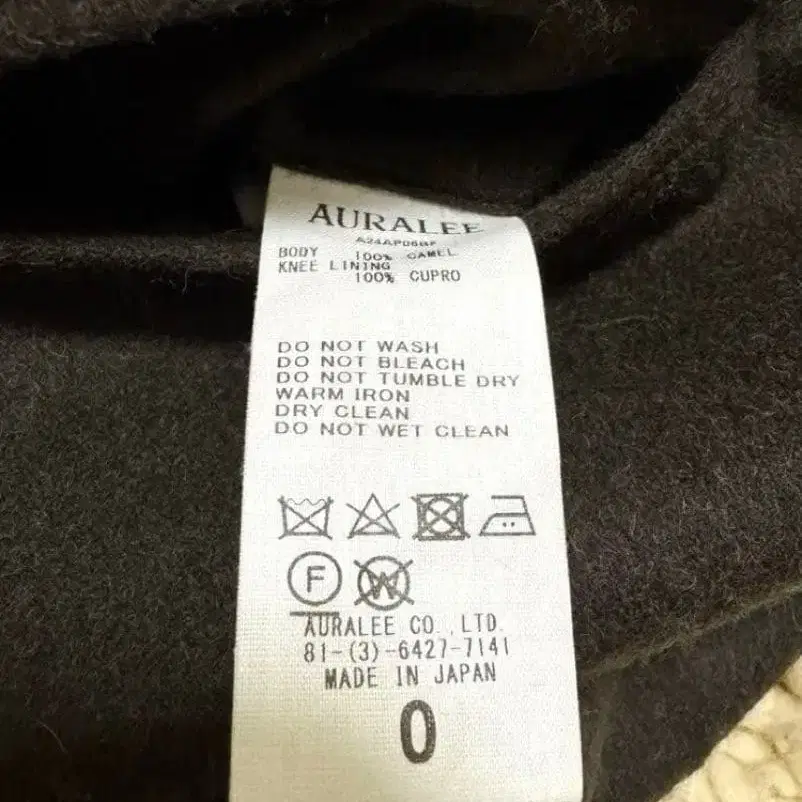 AURALEE
A24AP06BF
BODY
100% CAMEL
KNEE LINING
100% CUPRO
DO NOT WASH
DO NOT BLEACH
DO NOT TUMBLE DRY
WARM IRON
DRY CLEAN
DO NOT WET CLEAN
F W
AURALEE CO.,LTD.
81-(3)-6427-7141
MADE IN JAPAN
0